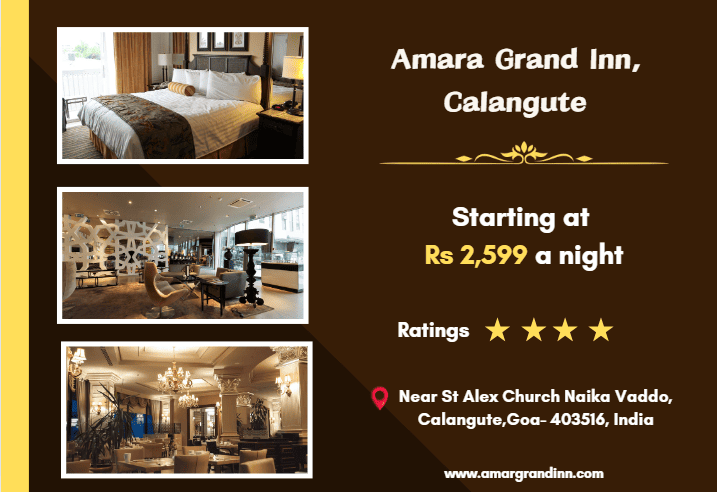 Amara Grand Inn,
Calangute
Starting at
Rs 2,599 a night
Ratings
Near St Alex Church Naika Vaddo,
Calangute,Goa- 403516, India
www.amargrandinn.com